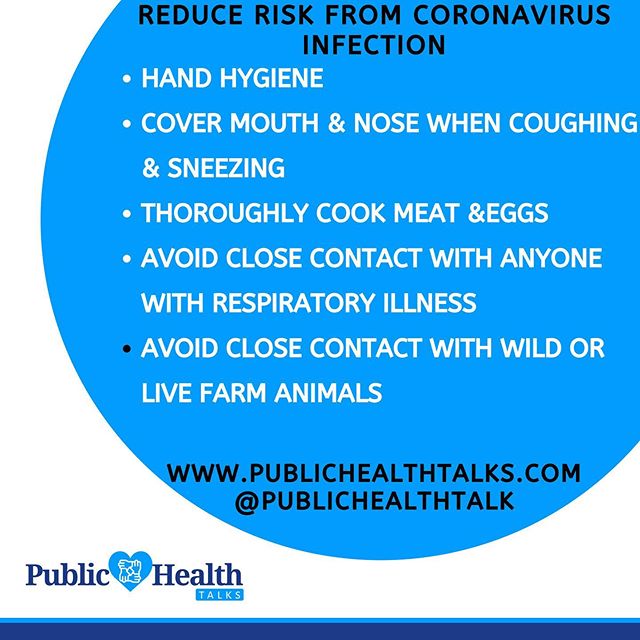 REDUCE RISK FROM CORONAVIRUS
INFECTION
• HAND HYGIENE
• COVER MOUTH & NOSE WHEN COUGHING
& SNEEZING
• THOROUGHLY COOK MEAT &EGGS
• AVOID CLOSE CONTACT WITH ANYONE
WITH RESPIRATORY ILLNESS
• AVOID CLOSE CONTACT WITH WILD OR
LIVE FARM ANIMALS
WWW.PUBLICHEALTHTALKS.COM
@PUBLICHEALTHTALK
Public Health
TALKS